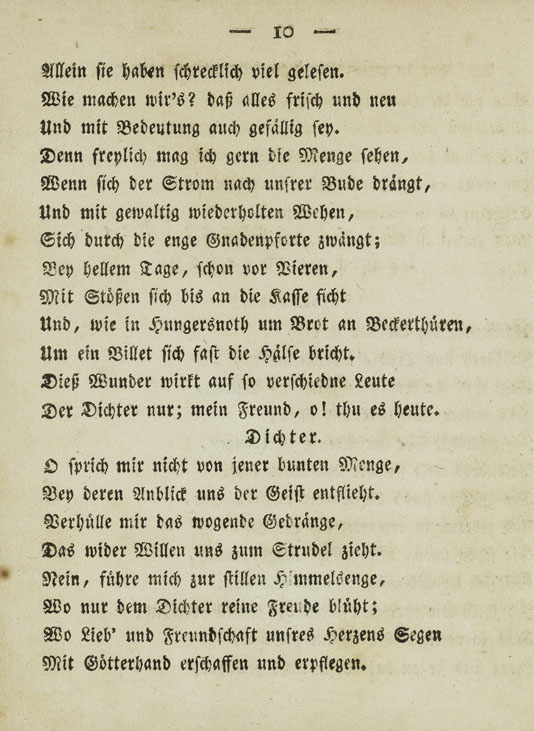 — 10 —
Allein sie haben schrecklich viel gelesen.
Wie machen wir's? daß alles frisch und neu
Und mit Bedeutung auch gefällig sey.
Denn freylich mag ich gern die Menge sehen,
Wenn sich der Strom nach unsrer Bude drängt,
Und mit gewaltig wiederholten Wehen,
Sich durch die enge Gnadenpforte zwängt;
Bey hellem Tage, schon vor Vieren,
Mit Stößen sich bis an die Kasse ficht
Und, wie in Hungersnoth um Brot an Beckerthüren,
Um ein Billet sich fast die Hälse bricht.
Dieß Wunder wirkt auf so verschiedne Leute
Der Dichter nur; mein Freund, o! thu es heute.
Dichter.
O sprich mir nicht von jener bunten Menge,
Bey deren Anblick uns der Geist entflieht.
Verhülle mir das wogende Gedränge,
Das wider Willen uns zum Strudel zieht.
Nein, führe mich zur stillen Himmelsenge,
Wo nur dem Dichter reine Freude blüht;
Wo Lieb' und Freundschaft unsres Herzens Segen
Mit Götterhand erschaffen und erpflegen.